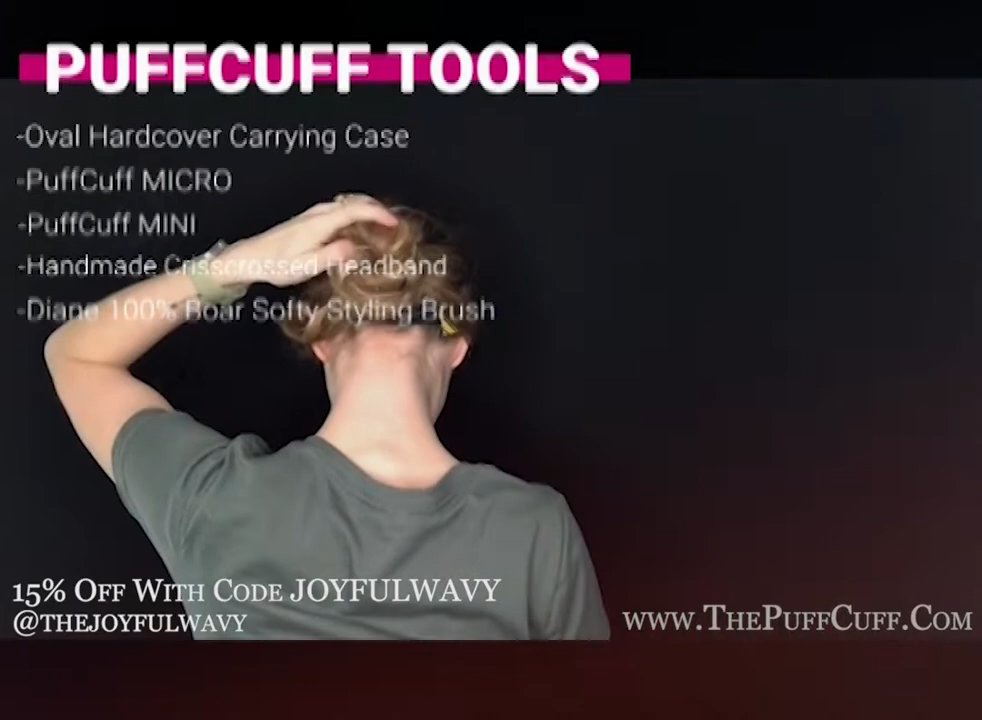 PUFFCUFF TOOLS
-Oval Hardcover Carrying Case
-PuffCuff MICRO
-PuffCuff MINI
-Handmade Crisscrossed Headband
-Diane 100% Boar Softy Styling Brush
15% OFF WITH CODE JOYFULWAVY
@THEJOYFULWAVY
WWW.THEPUFFCUFF.COM